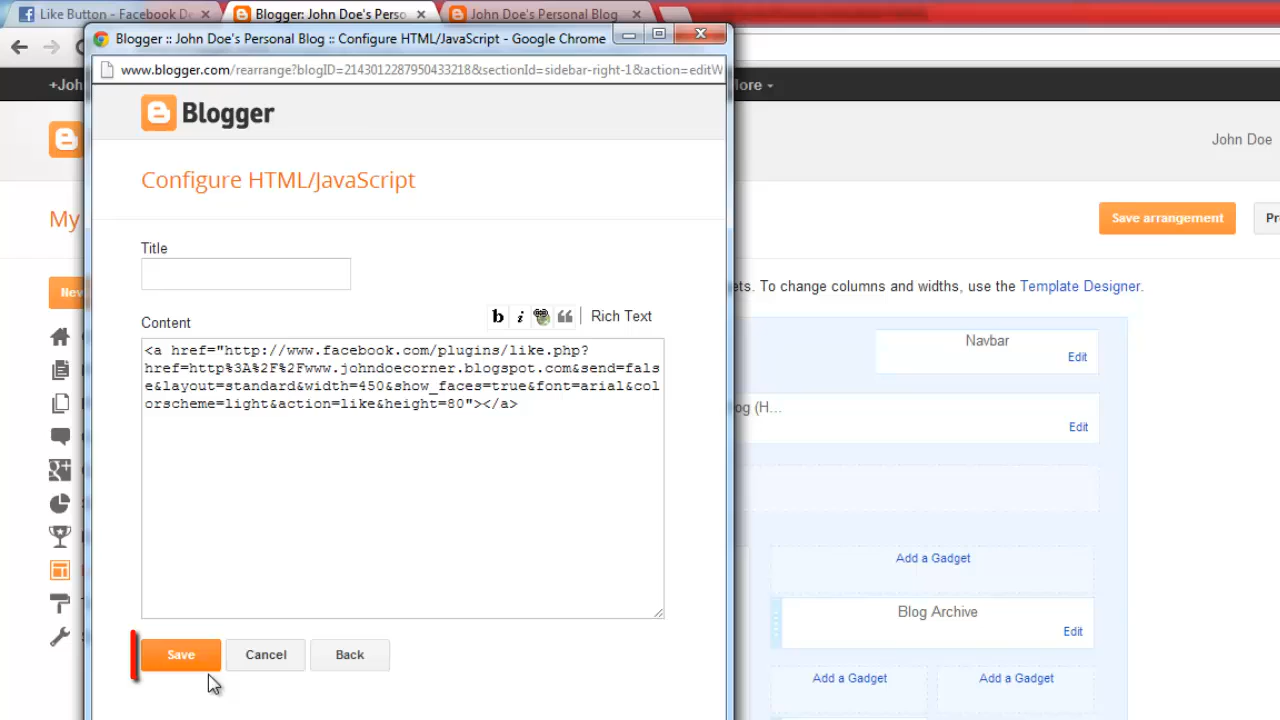 Like Button - Facebook De
Blogger: John Doe's Perso
John Doe's Personal Blog
Blogger :: John Doe's Personal Blog :: Configure HTML/JavaScript - Google Chrome
www.blogger.com/rearrange?blogID=2143012287950433218&sectionId=sidebar-right-1&action=editW
+Joh
ore
Blogger
John Doe
Configure HTML/JavaScript
My
Save arrangement
Pr
Title
ets. To change columns and widths, use the Template Designer.
New
Content
b i Rich Text
Navbar
Edit
<a href="http://www.facebook.com/plugins/like.php?
href=http%3A%2F%2Fwww.johndoecorner.blogspot.com&send=fals
e&layout=standard&width=450&show_faces=true&font=arial&col
orscheme=light&action=like&height=80"></a>
og (H...
Edit
Add a Gadget
Blog Archive
Edit
Save
Cancel
Back
Add a Gadget
Add a Gadget